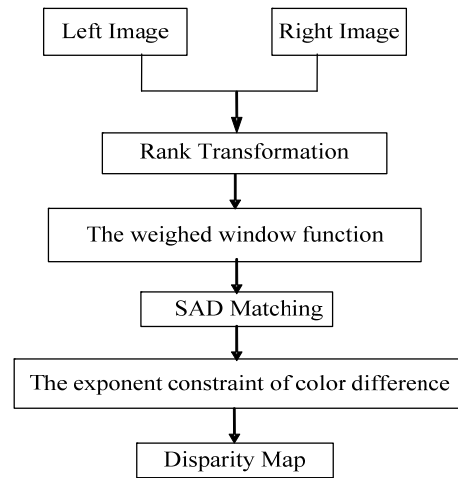 Left Image
Right Image
Rank Transformation
The weighed window function
SAD Matching
The exponent constraint of color difference
Disparity Map